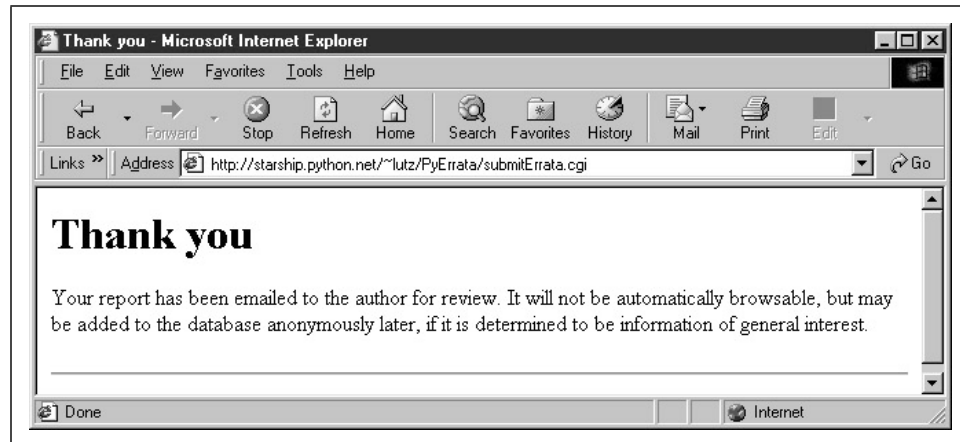 Thank you - Microsoft Internet Explorer
File Edit View Favorites Tools Help
Back Forward Stop Refresh Home Search Favorites History Mail Print Edit
Links » Address http://starship.python.net/~lutz/PyErrata/submitErrata.cgi Go
Thank you
Your report has been emailed to the author for review. It will not be automatically browsable, but may
be added to the database anonymously later, if it is determined to be information of general interest.
Done Internet